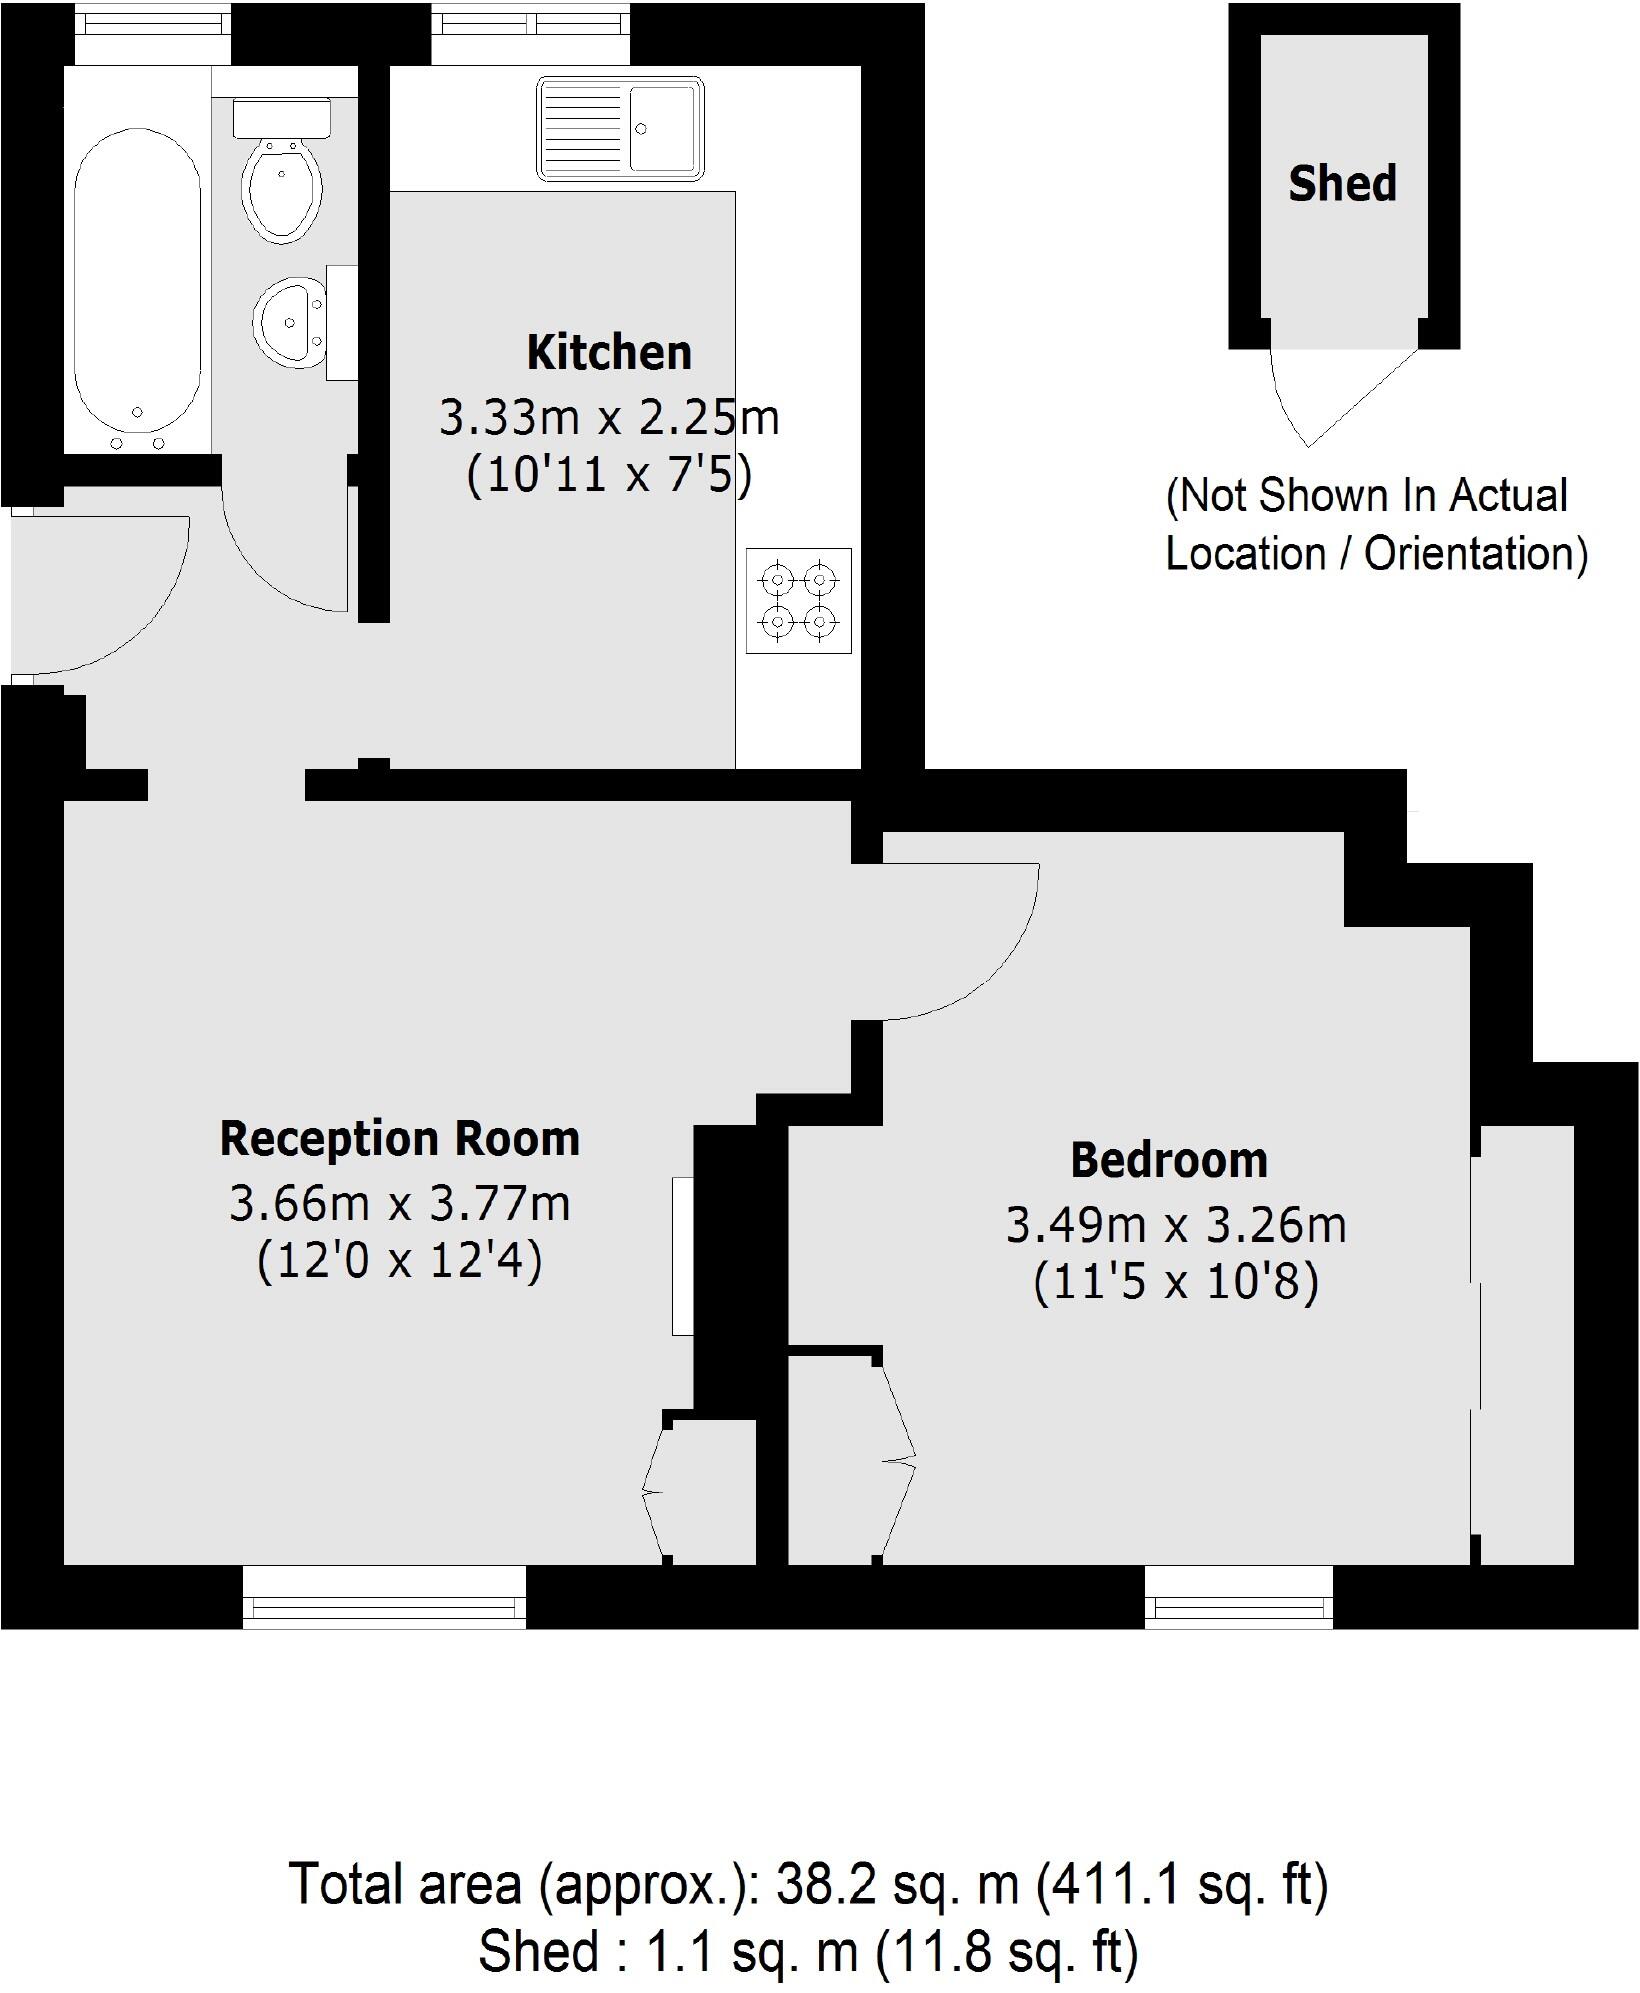 Shed
Kitchen
3.33m x 2.25m
(10'11 x 7'5)
(Not Shown In Actual
Location / Orientation)
Reception Room
3.66m x 3.77m
(12'0 x 12'4)
Bedroom
3.49m x 3.26m
(11'5 x 10'8)
Total area (approx.): 38.2 sq. m (411.1 sq. ft)
Shed : 1.1 sq. m (11.8 sq. ft)